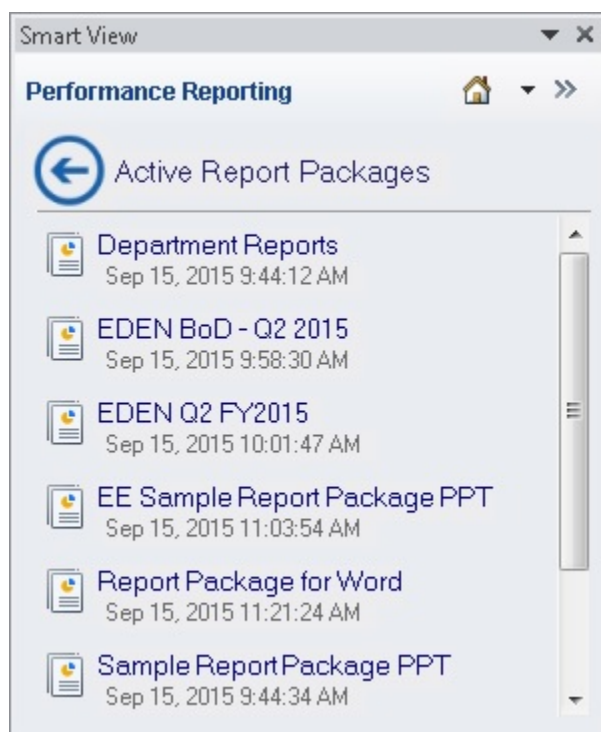 Smart View
Performance Reporting
Active Report Packages
Department Reports
Sep 15, 2015 9:44:12 AM
EDEN BoD - Q2 2015
Sep 15, 2015 9:58:30 AM
EDEN Q2 FY2015
Sep 15, 2015 10:01:47 AM
EE Sample Report Package PPT
Sep 15, 2015 11:03:54 AM
Report Package for Word
Sep 15, 2015 11:21:24 AM
Sample Report Package PPT
Sep 15, 2015 9:44:34 AM